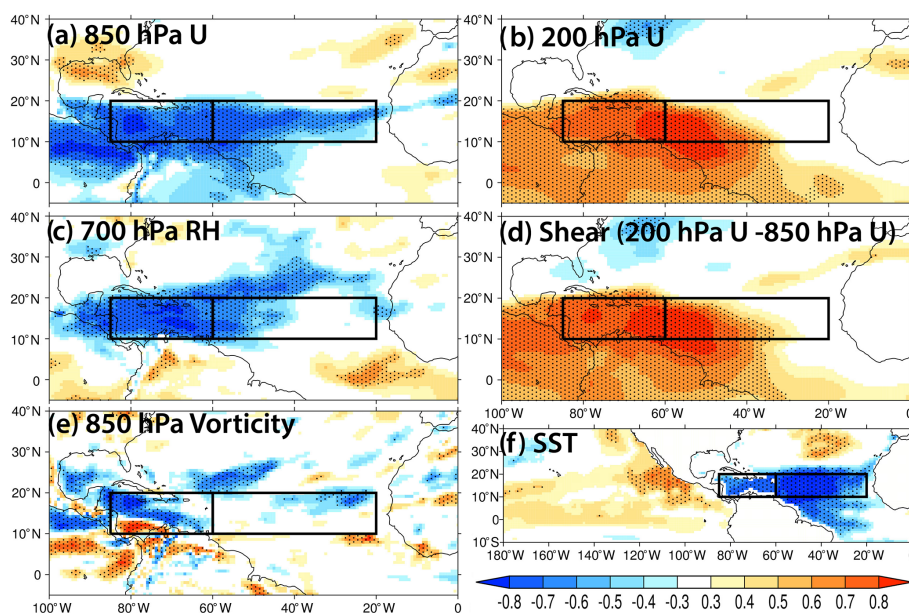 (a) 850 hPa U
(b) 200 hPa U
40°N
30°N
20°N
10°N
0
40°N
30°N
20°N
10°N
0
(c) 700 hPa RH
(d) Shear (200 hPa U -850 hPa U)
40°N
30°N
20°N
10°N
0
40°N
30°N
20°N
10°N
0
100°W 80°W 60°W 40°W 20°W 0
(e) 850 hPa Vorticity
(f) SST
40°N
30°N
20°N
10°N
0
40°N
30°N
20°N
10°N
0
10°S
180°W 150°W 120°W 100°W 80°W 60°W 40°W 20°W 0
100°W 80°W 60°W 40°W 20°W 0
-0.8 -0.7 -0.6 -0.5 -0.4 -0.3 0.3 0.4 0.5 0.6 0.7 0.8